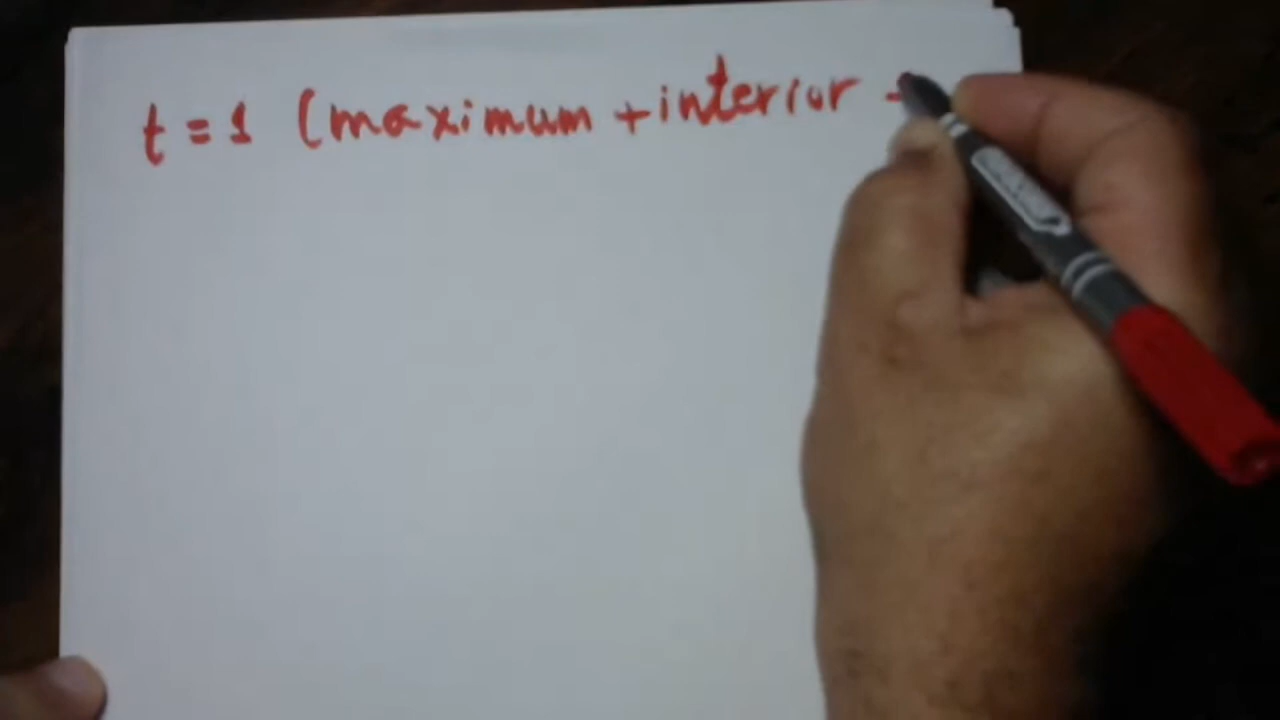 t = 1 (maximum + interior +